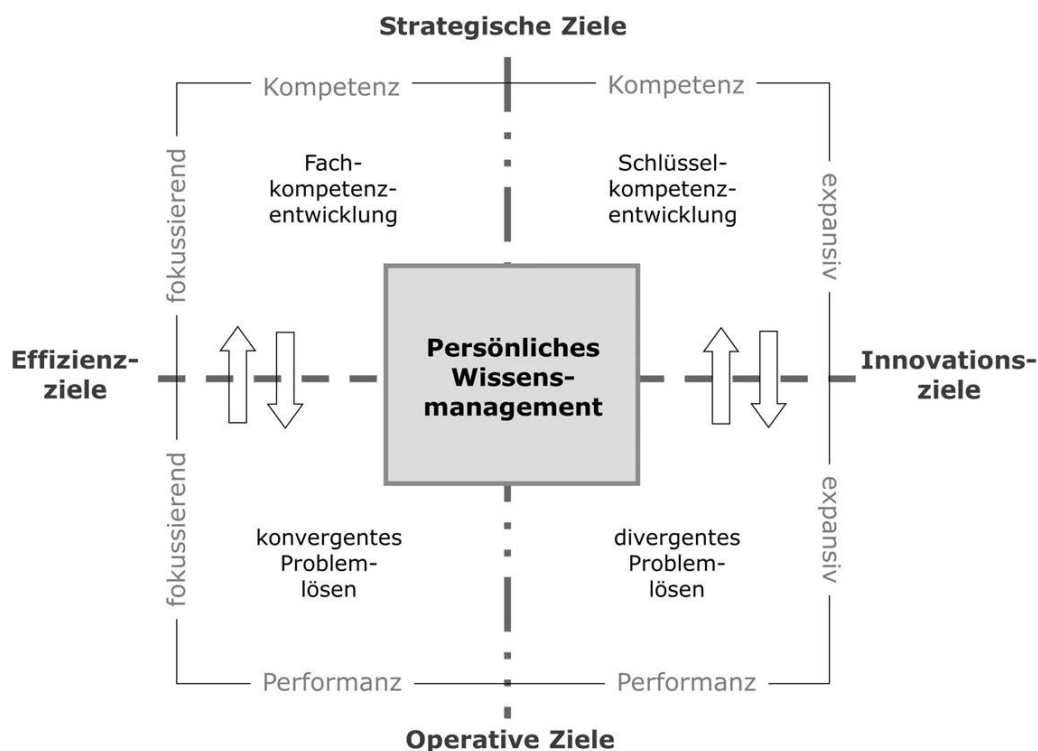 Strategische Ziele
Kompetenz
Kompetenz
fokussierend
Fach-
kompetenz-
entwicklung
Schlüssel-
kompetenz-
entwicklung
expansiv
Effizienz-
ziele
Persönliches
Wissens-
management
Innovations-
ziele
fokussierend
konvergentes
Problem-
lösen
divergentes
Problem-
lösen
expansiv
Performanz
Performanz
Operative Ziele